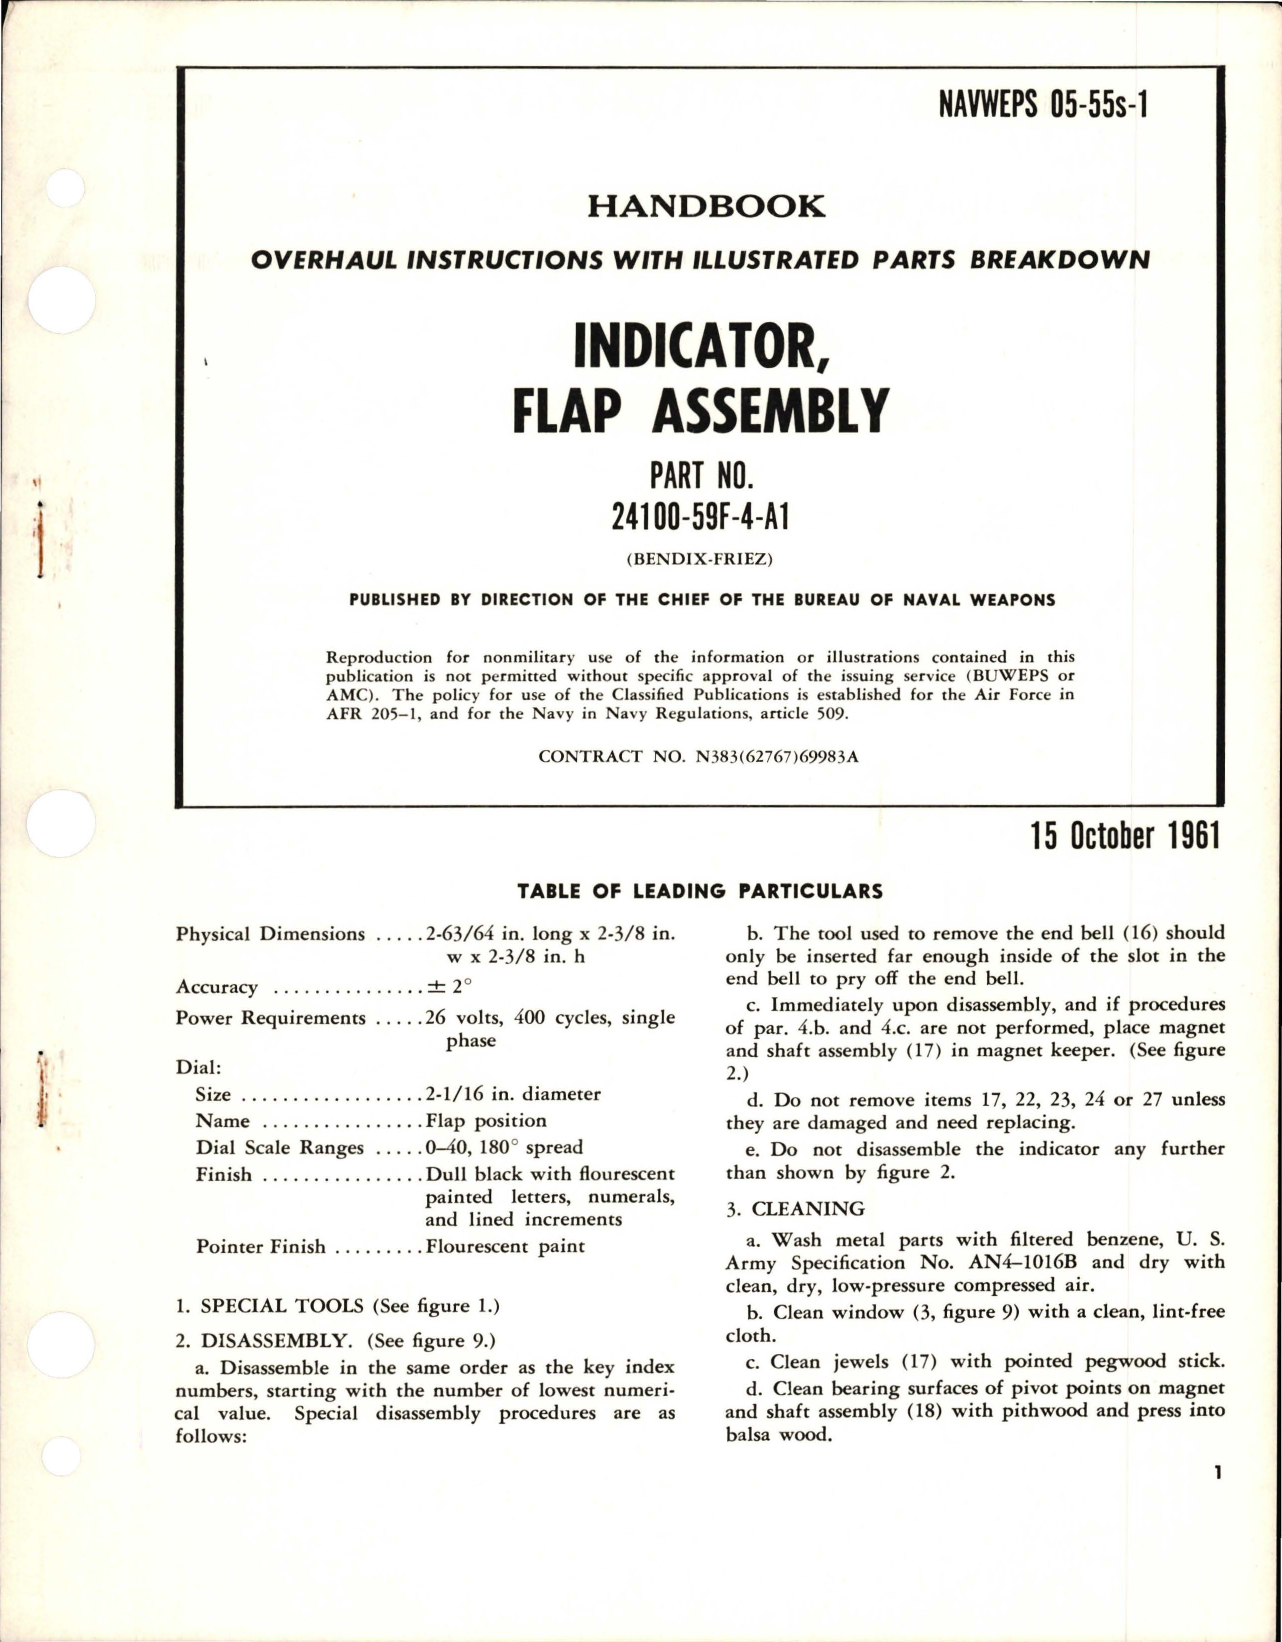 NAVWEPS 05-55s-1
HANDBOOK
OVERHAUL INSTRUCTIONS WITH ILLUSTRATED PARTS BREAKDOWN
INDICATOR,
FLAP ASSEMBLY
PART NO.
24100-59F-4-A1
(BENDIX-FRIEZ)
PUBLISHED BY DIRECTION OF THE CHIEF OF THE BUREAU OF NAVAL WEAPONS
Reproduction for nonmilitary use of the information or illustrations contained in this
publication is not permitted without specific approval of the issuing service (BUWEPS or
AMC). The policy for use of the Classified Publications is established for the Air Force in
AFR 205-1, and for the Navy in Navy Regulations, article 509.
CONTRACT NO. N383(62767)69983A
15 October 1961
TABLE OF LEADING PARTICULARS
Physical Dimensions .....2-63/64 in. long x 2-3/8 in.
w x 2-3/8 in. h
Accuracy ...............± 2°
Power Requirements .....26 volts, 400 cycles, single
phase
Dial:
Size ..................2-1/16 in. diameter
Name ................Flap position
Dial Scale Ranges .....0-40, 180° spread
Finish ................Dull black with flourescent
painted letters, numerals,
and lined increments
Pointer Finish .........Flourescent paint
1. SPECIAL TOOLS (See figure 1.)
2. DISASSEMBLY. (See figure 9.)
a. Disassemble in the same order as the key index
numbers, starting with the number of lowest numeri-
cal value. Special disassembly procedures are as
follows:
b. The tool used to remove the end bell (16) should
only be inserted far enough inside of the slot in the
end bell to pry off the end bell.
c. Immediately upon disassembly, and if procedures
of par. 4.b. and 4.c. are not performed, place magnet
and shaft assembly (17) in magnet keeper. (See figure
2.)
d. Do not remove items 17, 22, 23, 24 or 27 unless
they are damaged and need replacing.
e. Do not disassemble the indicator any further
than shown by figure 2.
3. CLEANING
a. Wash metal parts with filtered benzene, U. S.
Army Specification No. AN4-1016B and dry with
clean, dry, low-pressure compressed air.
b. Clean window (3, figure 9) with a clean, lint-free
cloth.
c. Clean jewels (17) with pointed pegwood stick.
d. Clean bearing surfaces of pivot points on magnet
and shaft assembly (18) with pithwood and press into
balsa wood.
1